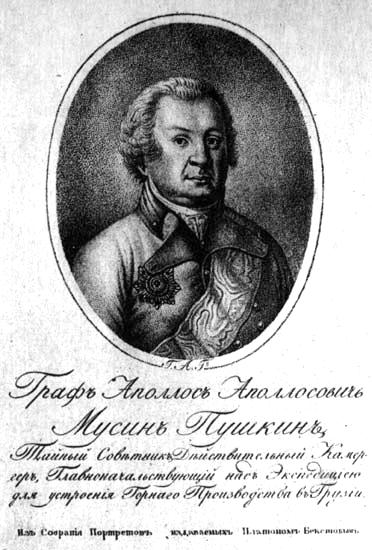 Г. А. Г.
Графъ Аполлосъ Аполлосовичь
Мусинъ Пушкинъ,
Тайный Совѣтникъ, Дѣйствительный Камер-
геръ, Главноначальствующій надъ Экспедицiею
для устроенія Горнаго Производства въ Грузіи.
Изъ Собранія Портретовъ издаваемыхъ Платономъ Бекетовымъ.